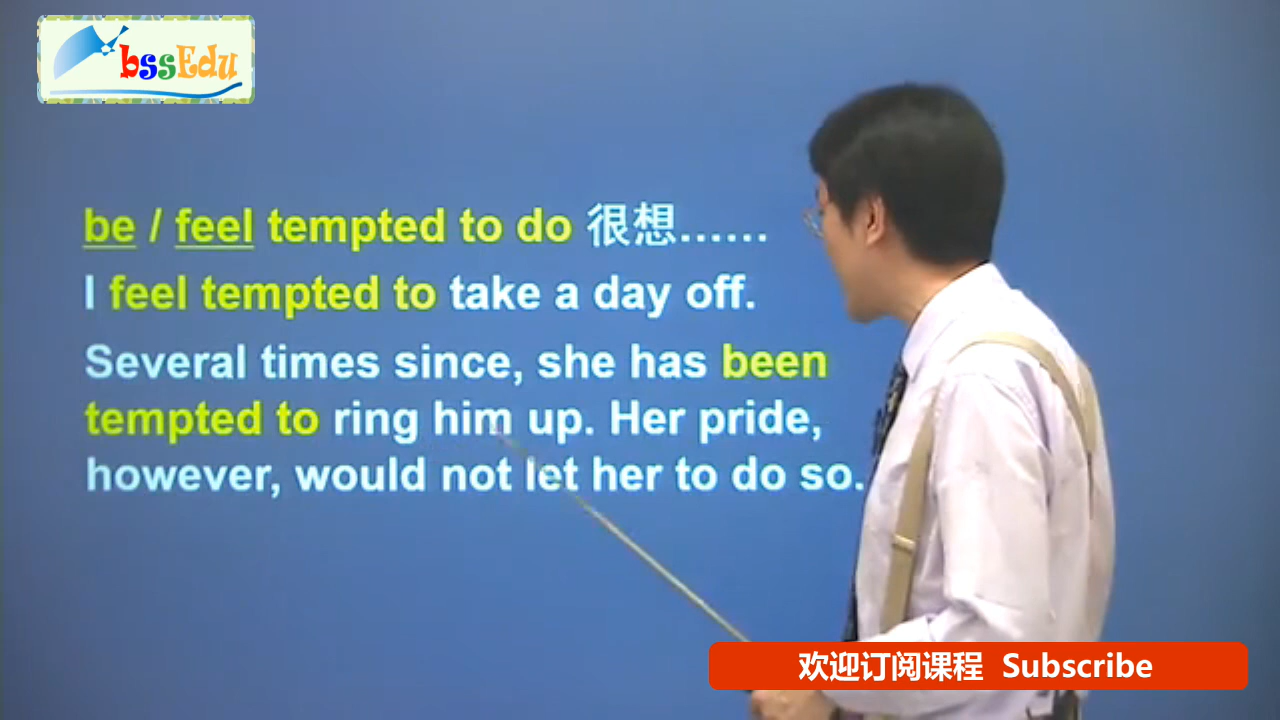 bssEdu
be / feel tempted to do 很想......
I feel tempted to take a day off.
Several times since, she has been
tempted to ring him up. Her pride,
however, would not let her to do so.
欢迎订阅课程 Subscribe